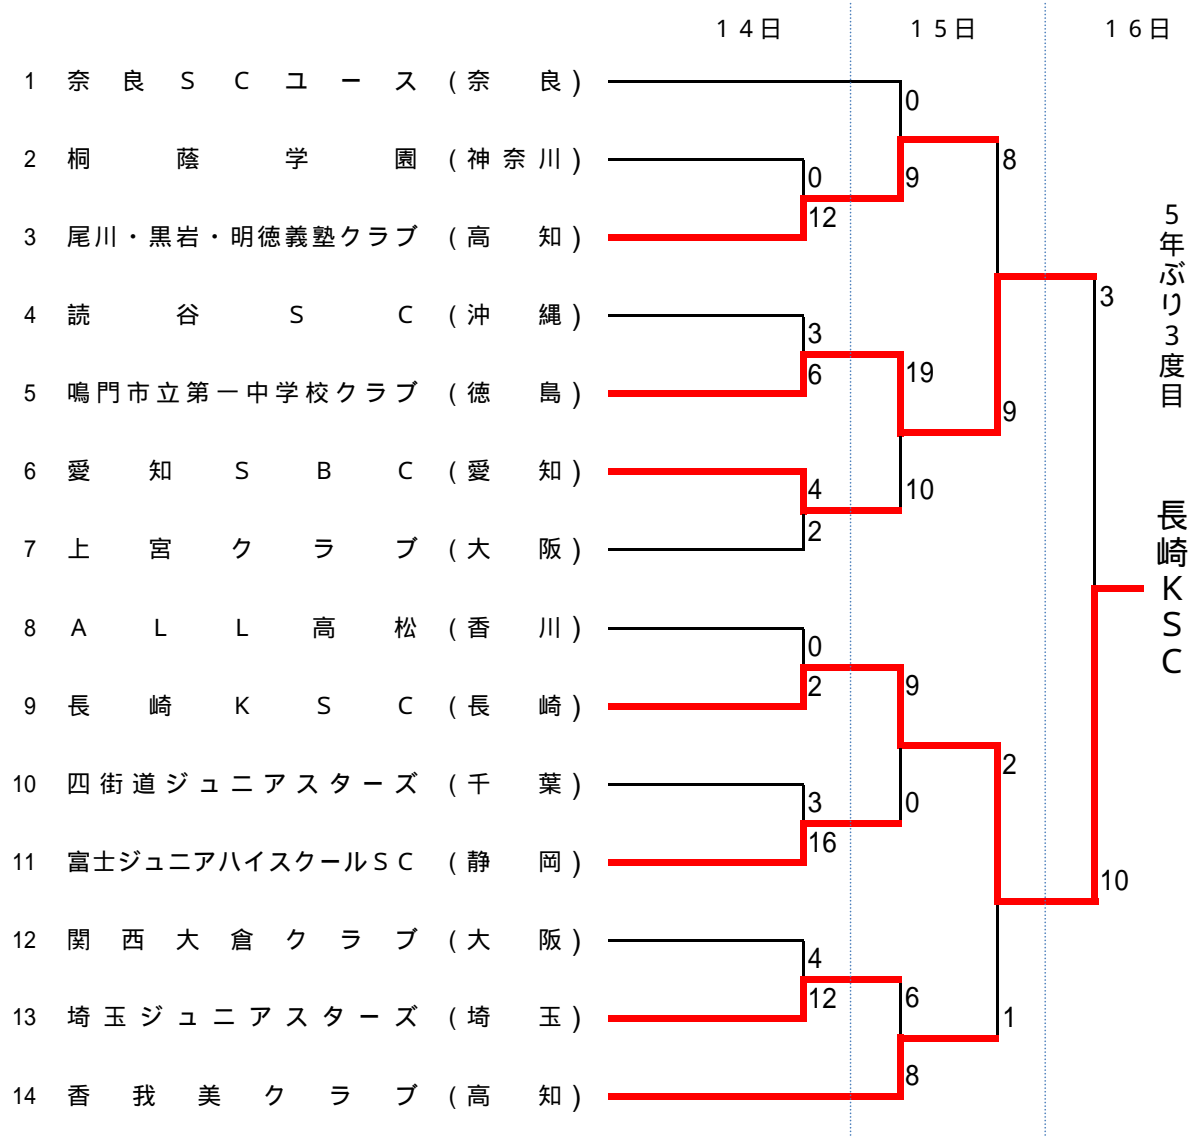 １４日 １５日 １６日
1 奈良ＳＣユース (奈良)
0
2 桐蔭学園 (神奈川)
8
0
9
12
3 尾川・黒岩・明徳義塾クラブ (高知)
3
4 読谷ＳＣ (沖縄)
3
6
19
5 鳴門市立第一中学校クラブ (徳島)
9
6 愛知ＳＢＣ (愛知)
4
10
2
7 上宮クラブ (大阪)
8 ＡＬＬ高松 (香川)
0
2
9
9 長崎ＫＳＣ (長崎)
2
10 四街道ジュニアスターズ (千葉)
3
0
16
11 富士ジュニアハイスクールＳＣ (静岡)
10
12 関西大倉クラブ (大阪)
4
12
6
13 埼玉ジュニアスターズ (埼玉)
1
8
14 香我美クラブ (高知)
５年ぶり３度目
長崎ＫＳＣ